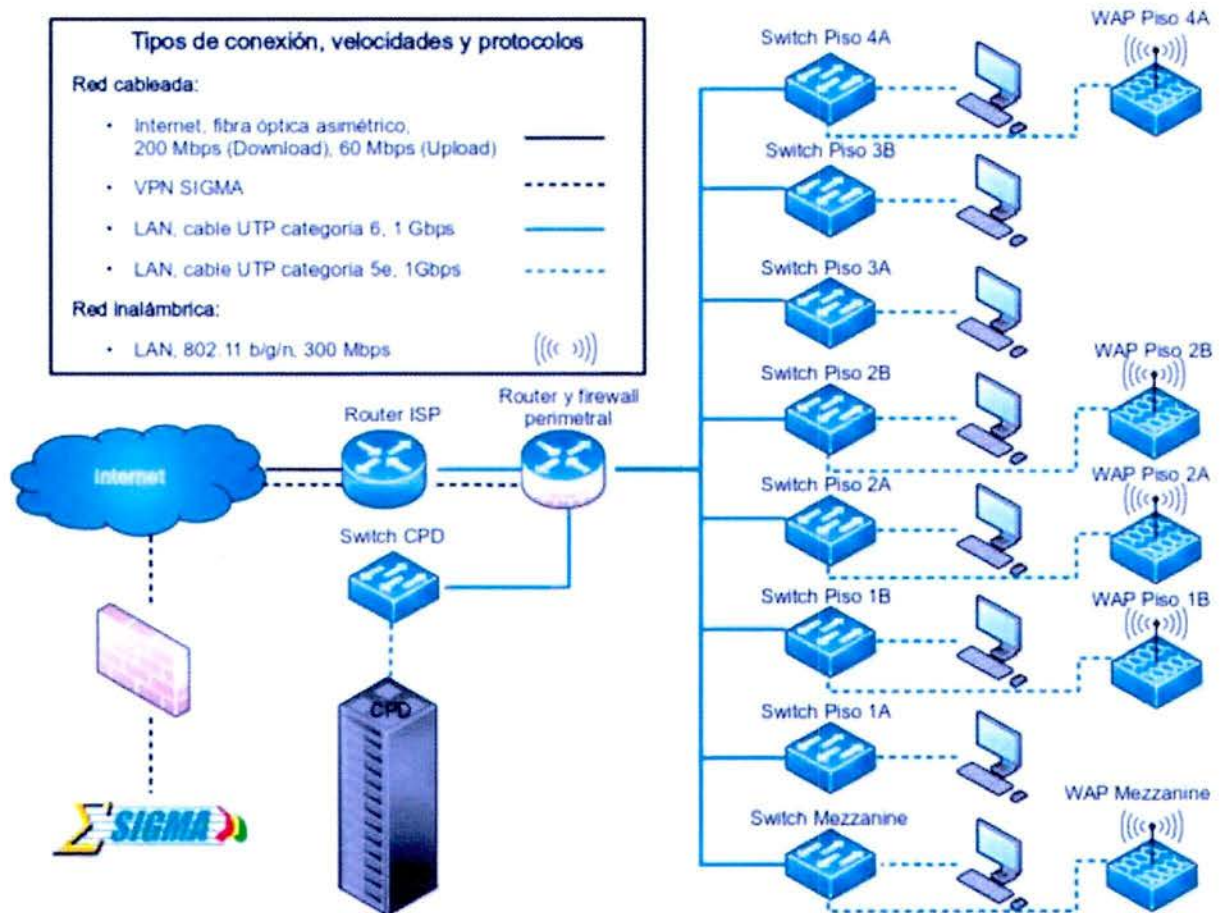 Tipos de conexión, velocidades y protocolos
Red cableada:
• Internet, fibra óptica asimétrico,
200 Mbps (Download), 60 Mbps (Upload)
• VPN SIGMA
• LAN, cable UTP categoria 6, 1 Gbps
• LAN, cable UTP categoria 5e, 1Gbps
Red inalámbrica:
• LAN, 802.11 b/g/n, 300 Mbps
Internet
Router ISP
Router y firewall
perimetral
Switch CPD
CPD
SIGMA
Switch Piso 4A
WAP Piso 4A
Switch Piso 3B
Switch Piso 3A
Switch Piso 2B
WAP Piso 2B
Switch Piso 2A
WAP Piso 2A
Switch Piso 1B
WAP Piso 1B
Switch Piso 1A
Switch Mezzanine
WAP Mezzanine